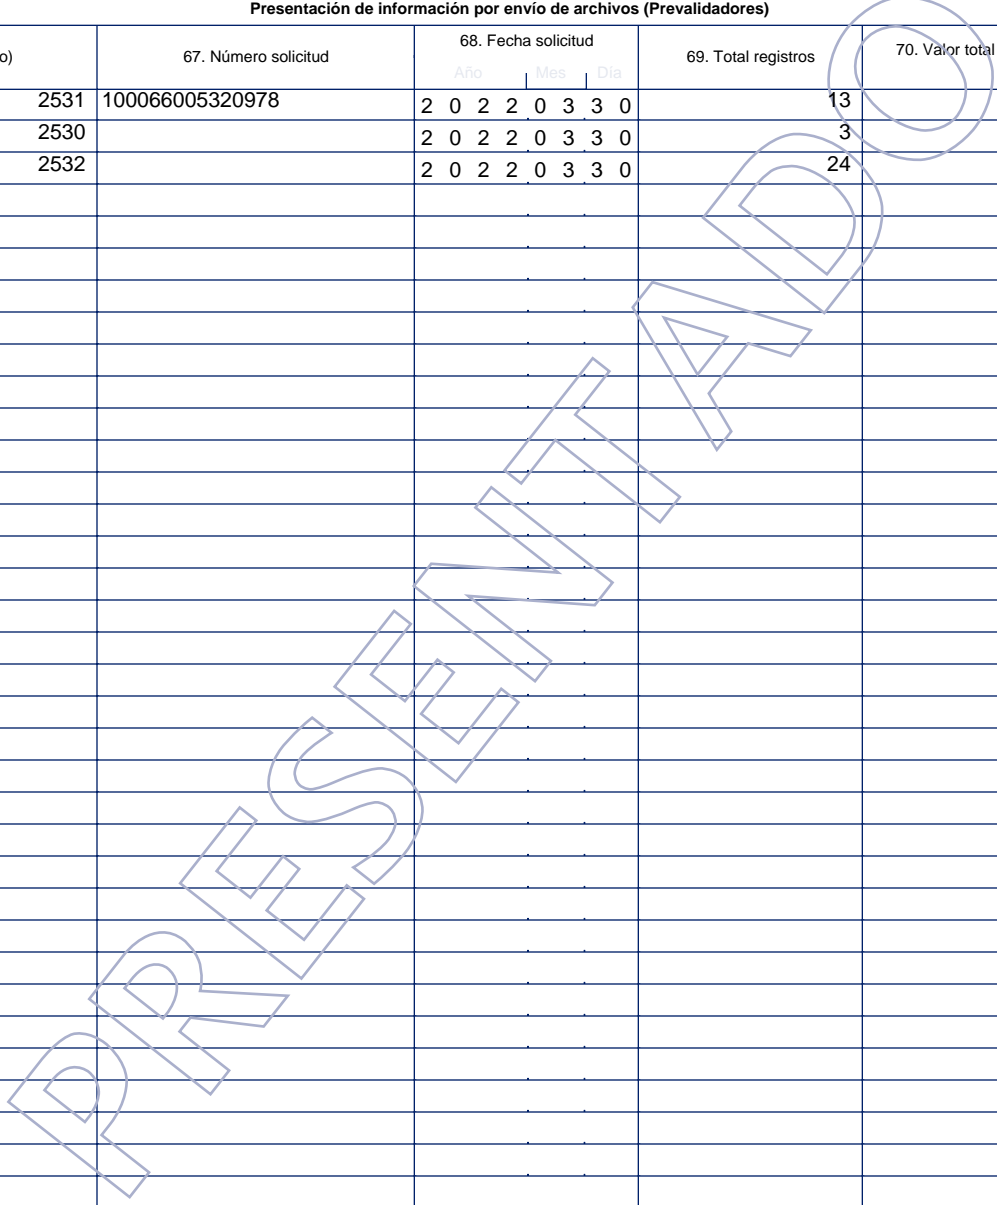 Presentación de información por envío de archivos (Prevalidadores)
o) 67. Número solicitud 68. Fecha solicitud 69. Total registros 70. Valor total
Año Mes Día
2531 100066005320978 2 0 2 2 0 3 3 0 13
2530 2 0 2 2 0 3 3 0 3
2532 2 0 2 2 0 3 3 0 24
PRESENTADO